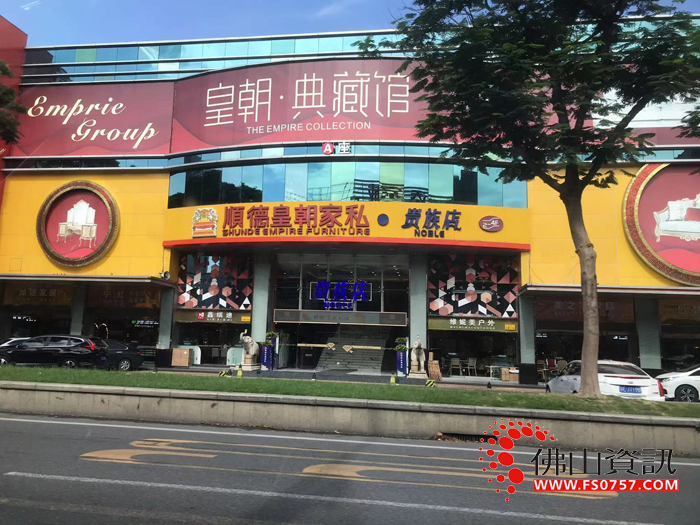 Emprie
Group
皇朝·典藏馆
THE EMPIRE COLLECTION
A座
順德皇朝家私·贵族店
SHUNDE EMPIRE FURNITURE
NOBLE
贵族店
佛山資訊
WWW.FS0757.COM